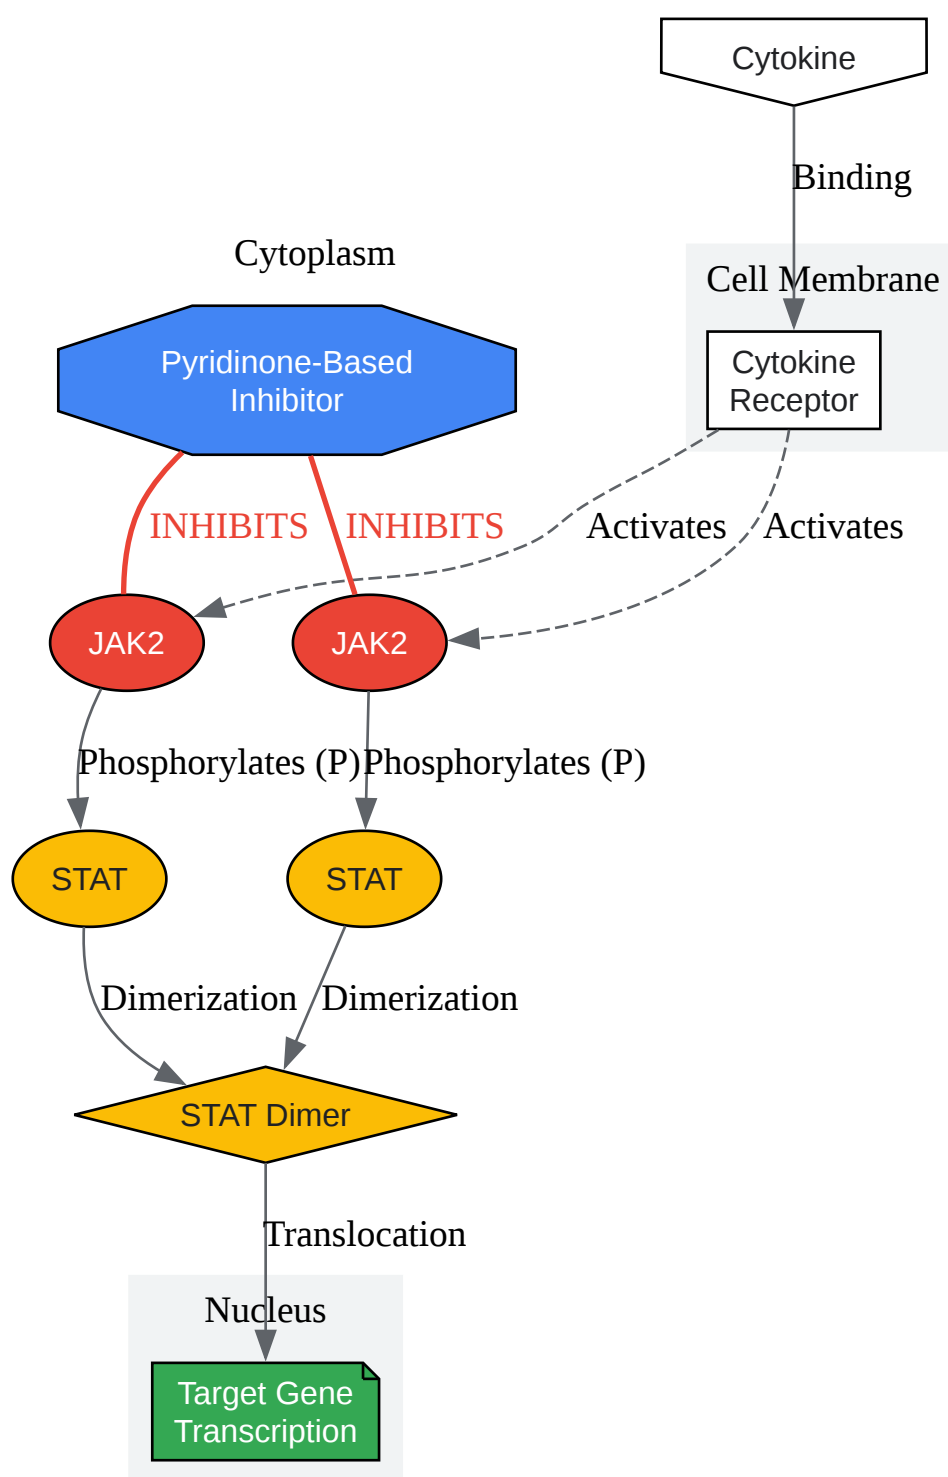 Cytokine
Binding
Cytoplasm
Cell Membrane
Pyridinone-Based
Inhibitor
Cytokine
Receptor
INHIBITS
INHIBITS
Activates
Activates
JAK2
JAK2
Phosphorylates (P)
Phosphorylates (P)
STAT
STAT
Dimerization
Dimerization
STAT Dimer
Translocation
Nucleus
Target Gene
Transcription